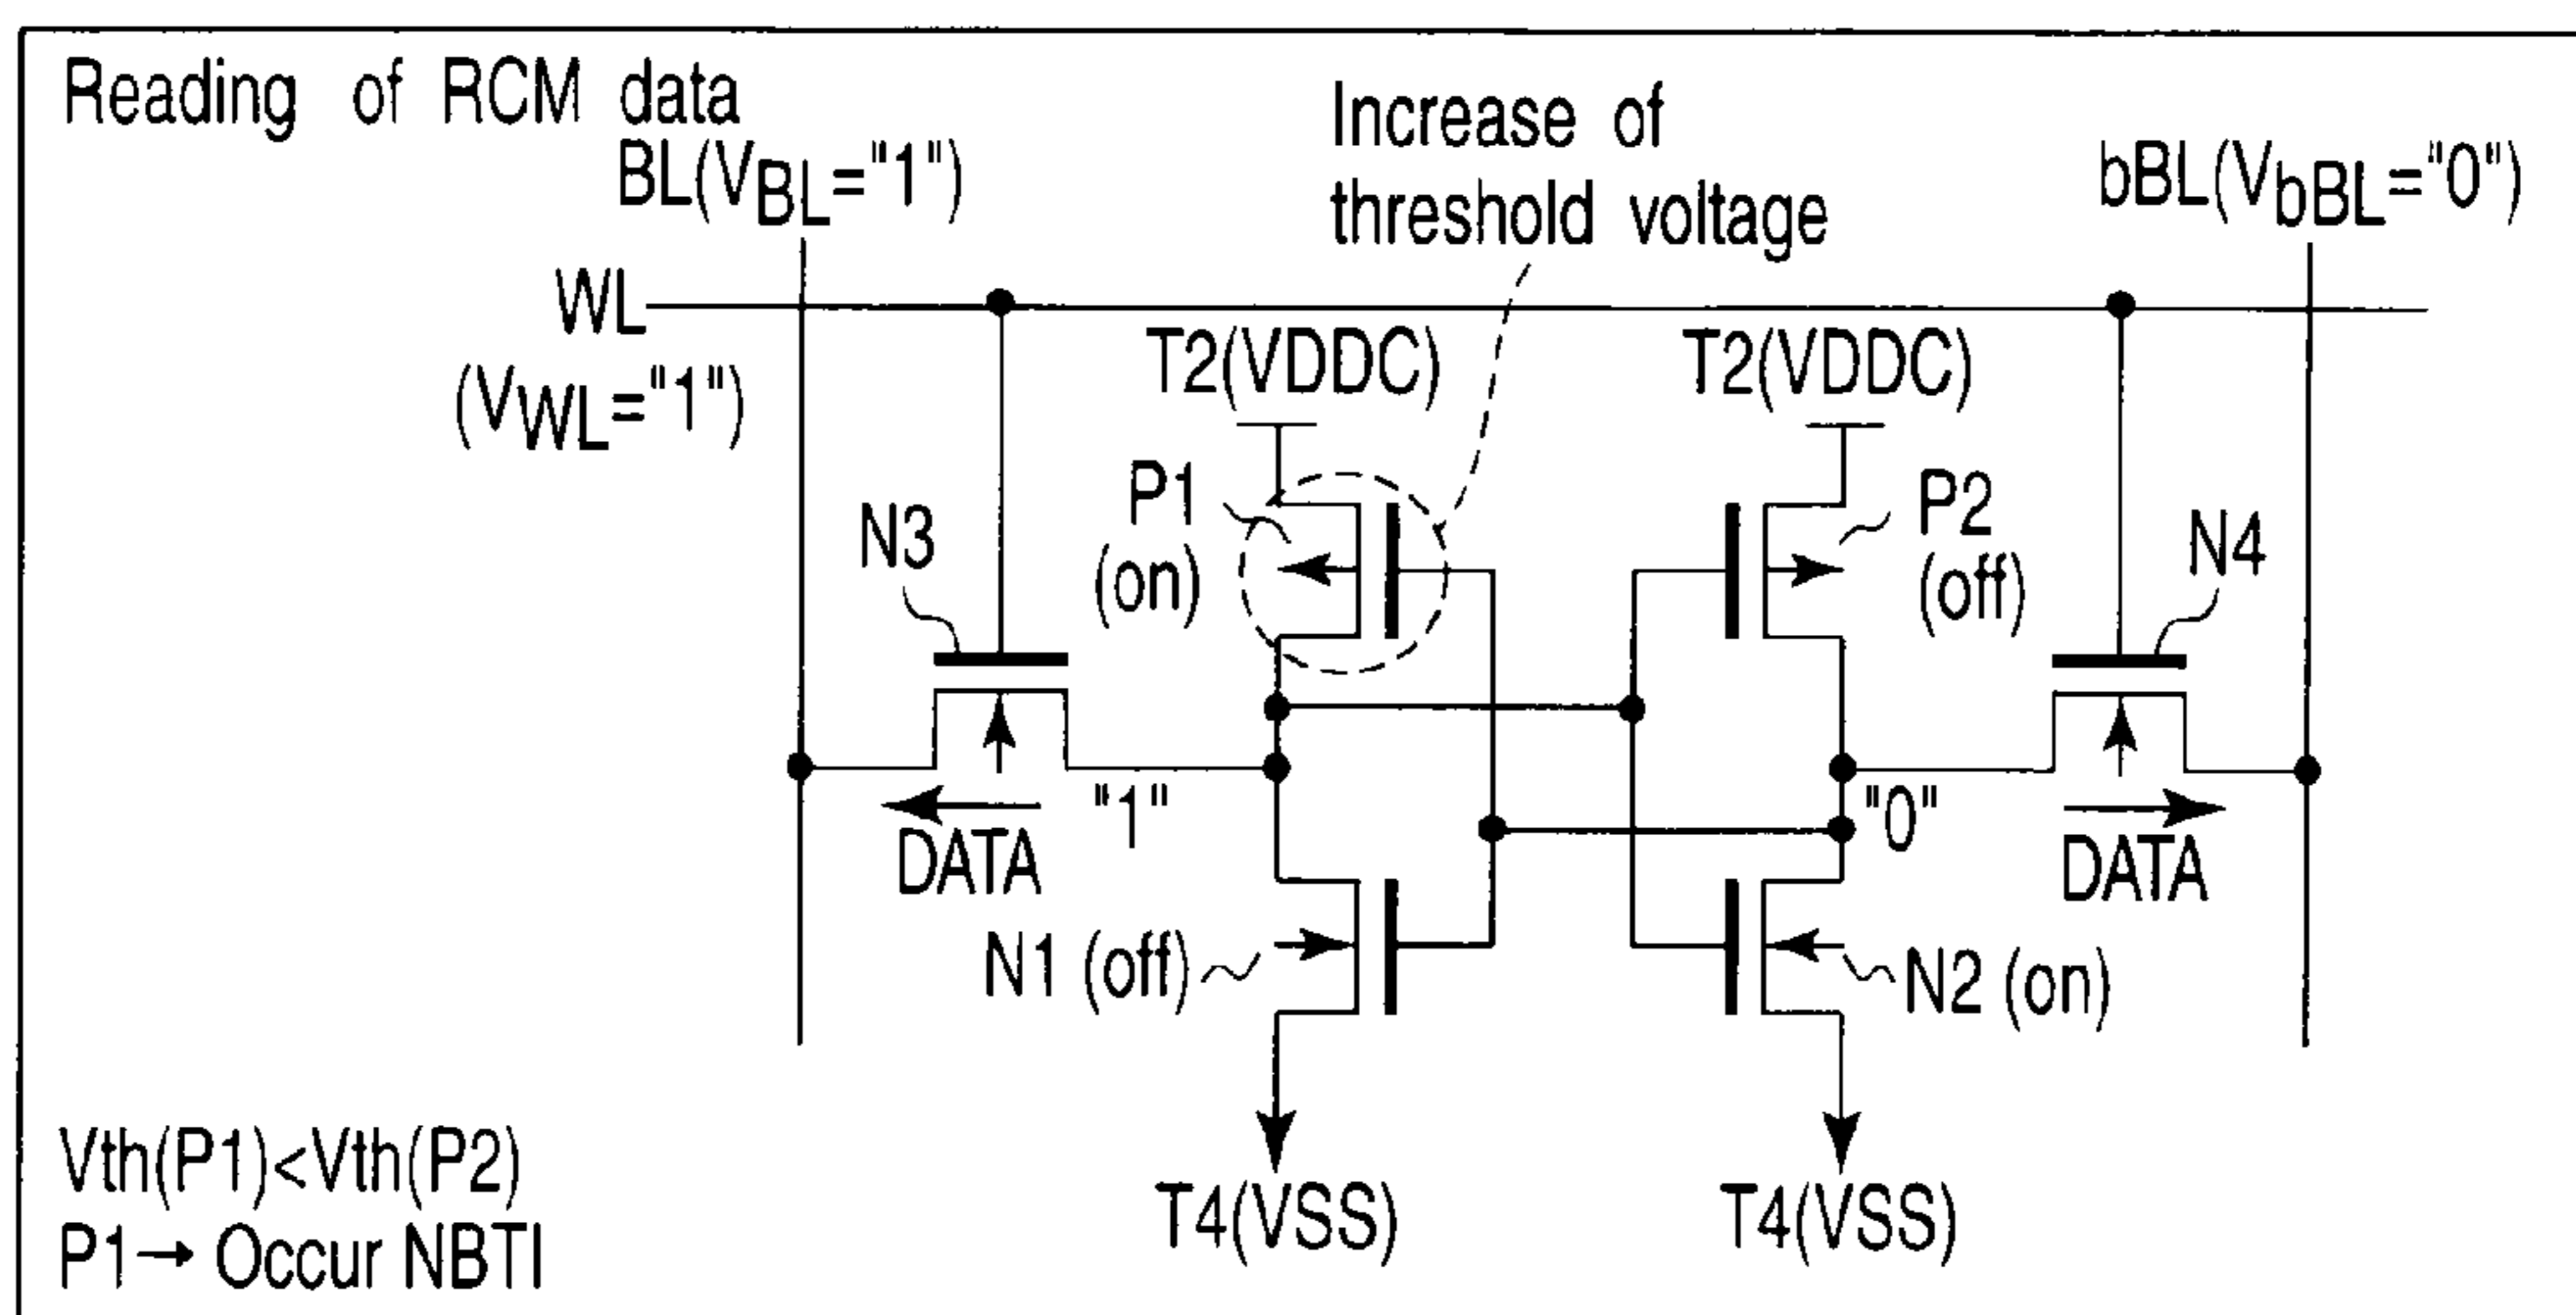 Reading of RCM data
BL(VBL="1")
Increase of
threshold voltage
bBL(VbBL="0")
WL
(VWL="1")
T2(VDDC)
T2(VDDC)
P1
(on)
P2
(off)
N3
N4
"1"
"0"
DATA
DATA
N1 (off)
N2 (on)
T4(VSS)
T4(VSS)
Vth(P1)<Vth(P2)
P1→ Occur NBTI